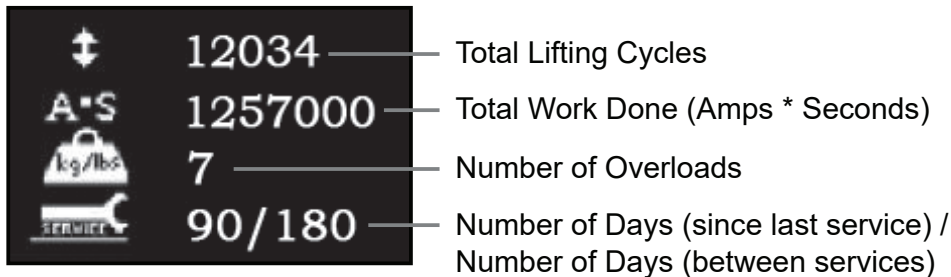 12034 Total Lifting Cycles
A•S 1257000 Total Work Done (Amps * Seconds)
kg/lbs 7 Number of Overloads
SERVICE 90/180 Number of Days (since last service) /
Number of Days (between services)